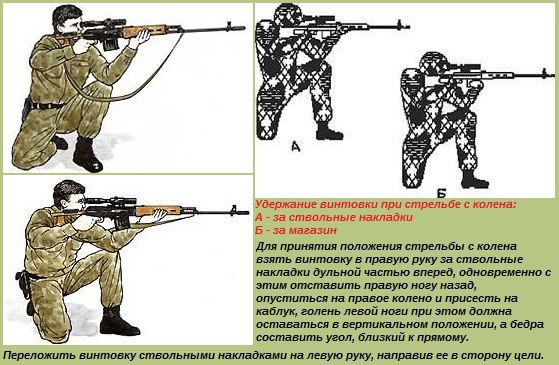 А
Б
Удержание винтовки при стрельбе с колена:
А - за ствольные накладки
Б - за магазин
Для принятия положения стрельбы с колена
взять винтовку в правую руку за ствольные
накладки дульной частью вперед, одновременно с
этим отставить правую ногу назад,
опуститься на правое колено и присесть на
каблук, голень левой ноги при этом должна
оставаться в вертикальном положении, а бедра
составить угол, близкий к прямому.
Переложить винтовку ствольными накладками на левую руку, направив ее в сторону цели.